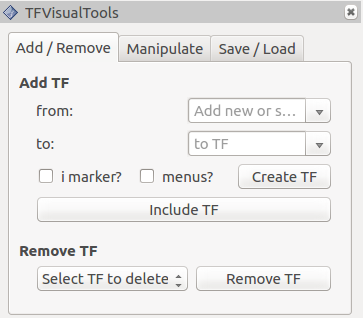 TFVisualTools
Add / Remove
Manipulate
Save / Load
Add TF
from:
Add new or s...
to:
to TF
i marker?
menus?
Create TF
Include TF
Remove TF
Select TF to delete
Remove TF